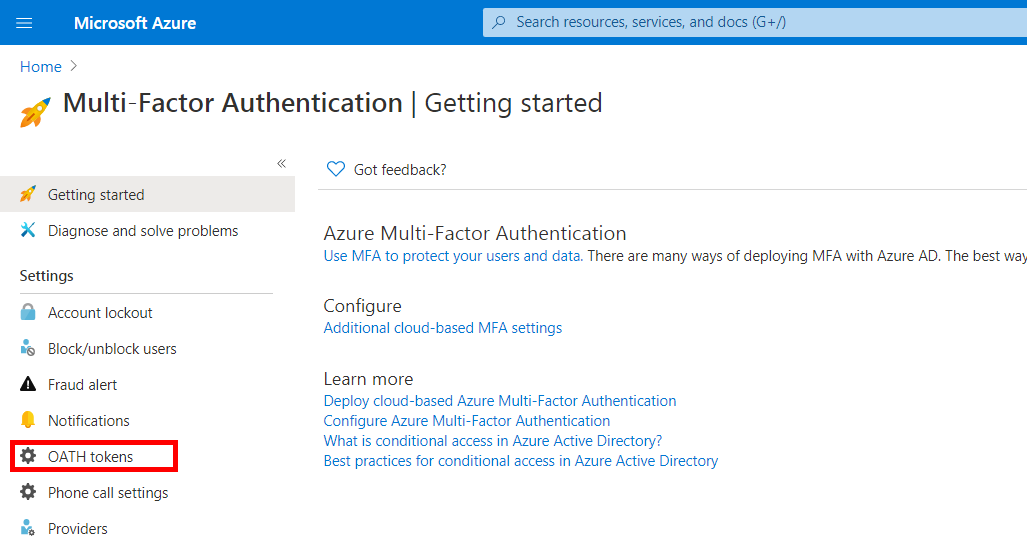 Microsoft Azure
Search resources, services, and docs (G+/)
Home
Multi-Factor Authentication | Getting started
«
Got feedback?
Getting started
Diagnose and solve problems
Settings
Account lockout
Block/unblock users
Fraud alert
Notifications
OATH tokens
Phone call settings
Providers
Azure Multi-Factor Authentication
Use MFA to protect your users and data. There are many ways of deploying MFA with Azure AD. The best way
Configure
Additional cloud-based MFA settings
Learn more
Deploy cloud-based Azure Multi-Factor Authentication
Configure Azure Multi-Factor Authentication
What is conditional access in Azure Active Directory?
Best practices for conditional access in Azure Active Directory